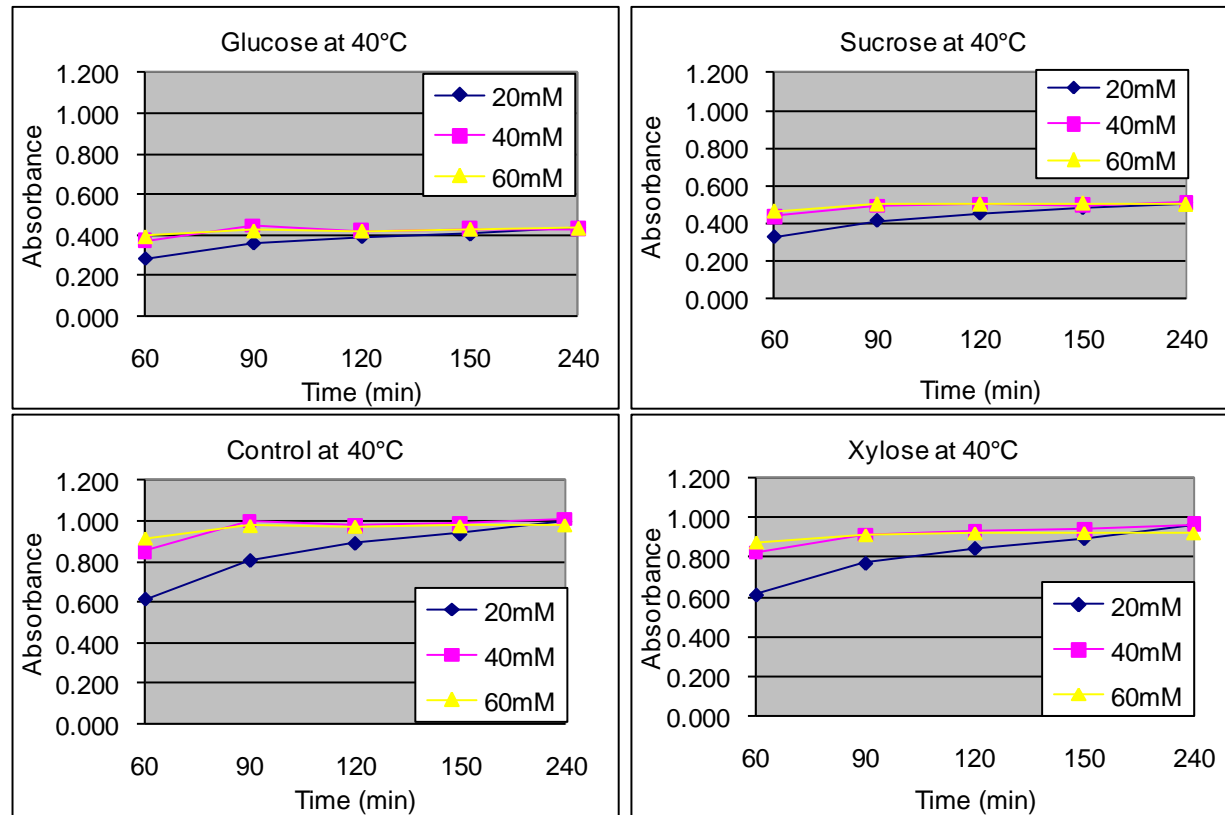 Glucose at 40°C
1.200
1.000
0.800
0.600
0.400
0.200
0.000
Absorbance
20mM
40mM
60mM
60 90 120 150 240
Time (min)
Sucrose at 40°C
1.200
1.000
0.800
0.600
0.400
0.200
0.000
Absorbance
20mM
40mM
60mM
60 90 120 150 240
Time (min)
Control at 40°C
1.200
1.000
0.800
0.600
0.400
0.200
0.000
Absorbance
20mM
40mM
60mM
60 90 120 150 240
Time (min)
Xylose at 40°C
1.200
1.000
0.800
0.600
0.400
0.200
0.000
Absorbance
20mM
40mM
60mM
60 90 120 150 240
Time (min)